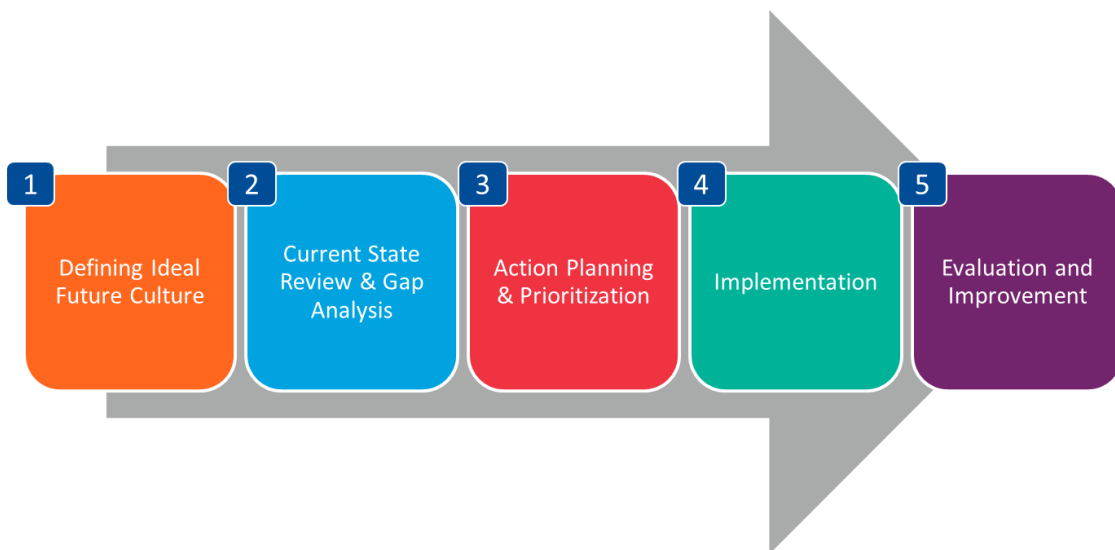 1
Defining Ideal
Future Culture
2
Current State
Review & Gap
Analysis
3
Action Planning
& Prioritization
4
Implementation
5
Evaluation and
Improvement